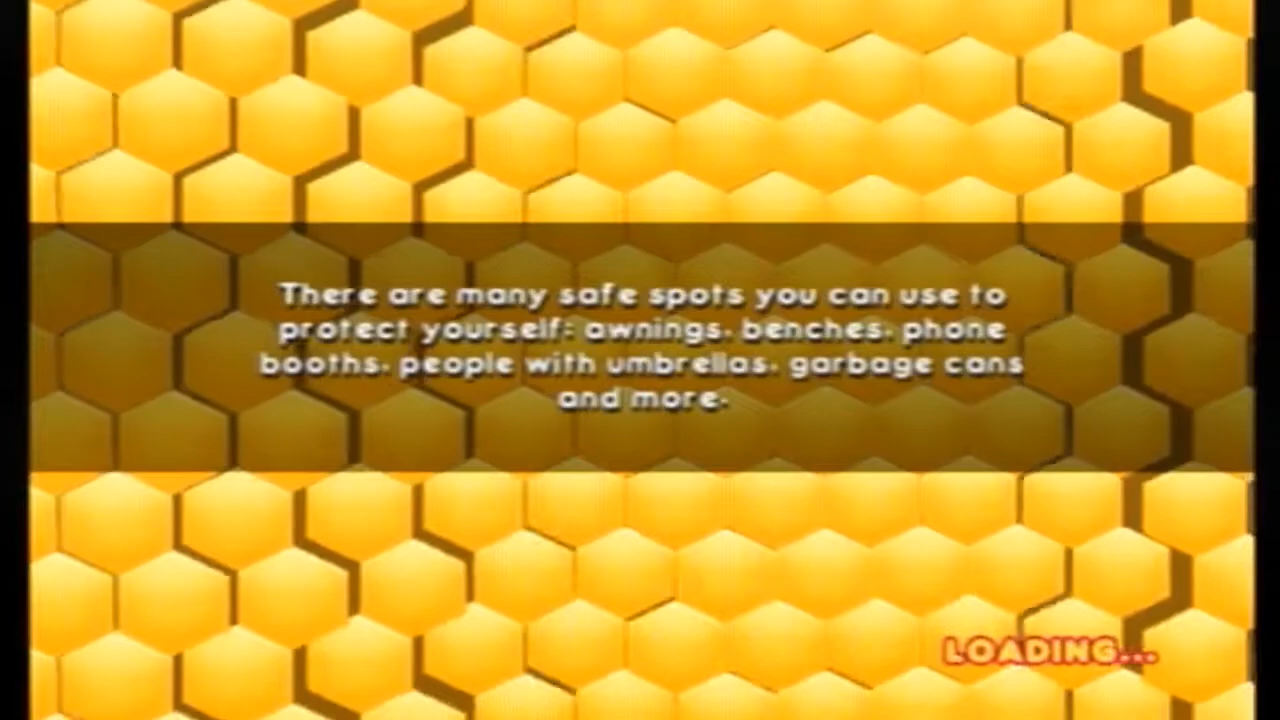 There are many safe spots you can use to
protect yourself: awnings, benches, phone
booths, people with umbrellas, garbage cans
and more.
LOADING...